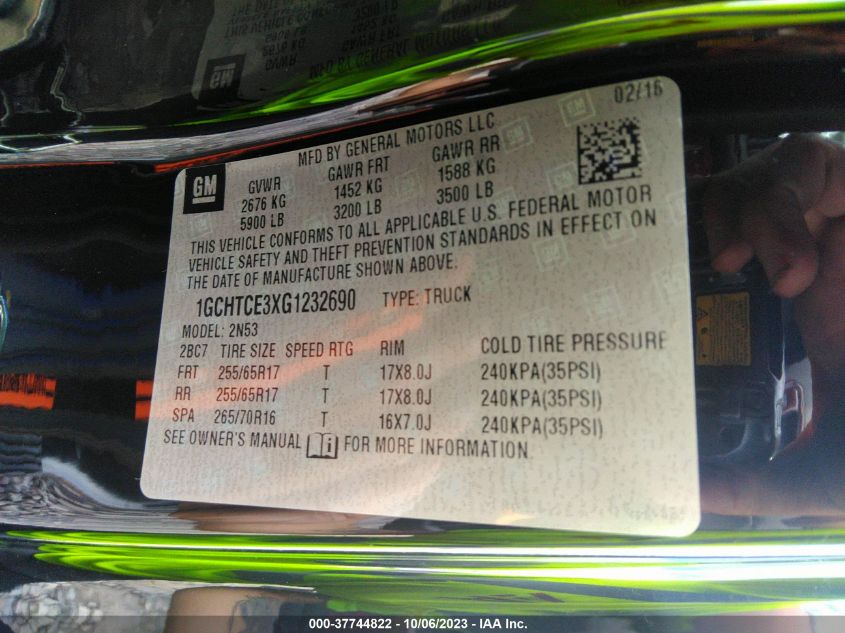 02/16
MFD BY GENERAL MOTORS LLC
GM
GVWR GAWR FRT GAWR RR
2676 KG 1452 KG 1588 KG
5900 LB 3200 LB 3500 LB
THIS VEHICLE CONFORMS TO ALL APPLICABLE U.S. FEDERAL MOTOR
VEHICLE SAFETY AND THEFT PREVENTION STANDARDS IN EFFECT ON
THE DATE OF MANUFACTURE SHOWN ABOVE.
1GCHTCE3XG1232690 TYPE: TRUCK
MODEL: 2N53
2BC7 TIRE SIZE SPEED RTG RIM COLD TIRE PRESSURE
FRT 255/65R17 T 17X8.0J 240KPA(35PSI)
RR 255/65R17 T 17X8.0J 240KPA(35PSI)
SPA 265/70R16 T 16X7.0J 240KPA(35PSI)
SEE OWNER'S MANUAL FOR MORE INFORMATION.
000-37744822 - 10/06/2023 - IAA Inc.